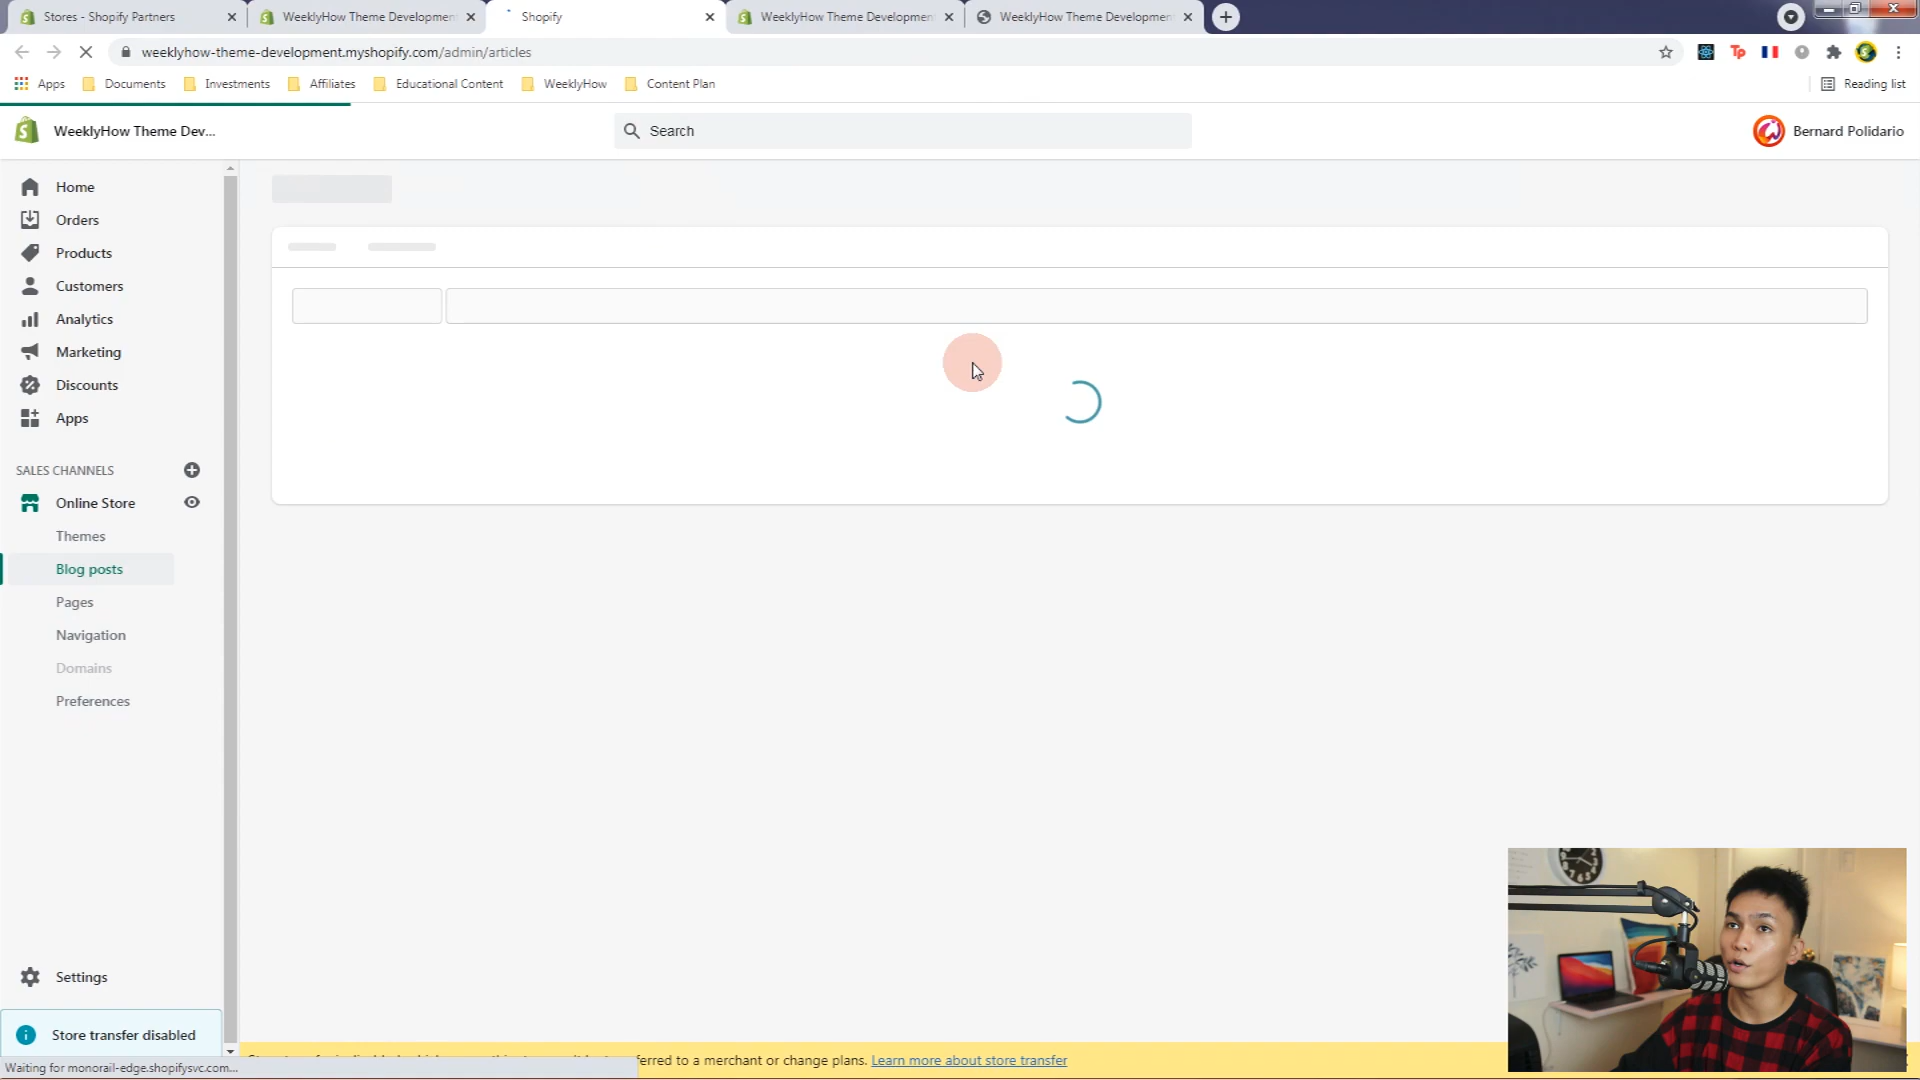 Stores - Shopify Partners
WeeklyHow Theme Development
Shopify
WeeklyHow Theme Development
WeeklyHow Theme Development
weeklyhow-theme-development.myshopify.com/admin/articles
Apps
Documents
Investments
Affiliates
Educational Content
WeeklyHow
Content Plan
Reading list
WeeklyHow Theme Dev...
Search
Bernard Polidario
Home
Orders
Products
Customers
Analytics
Marketing
Discounts
Apps
SALES CHANNELS
Online Store
Themes
Blog posts
Pages
Navigation
Domains
Preferences
Settings
Store transfer disabled
ferred to a merchant or change plans. Learn more about store transfer
Waiting for monorail-edge.shopifysvc.com...